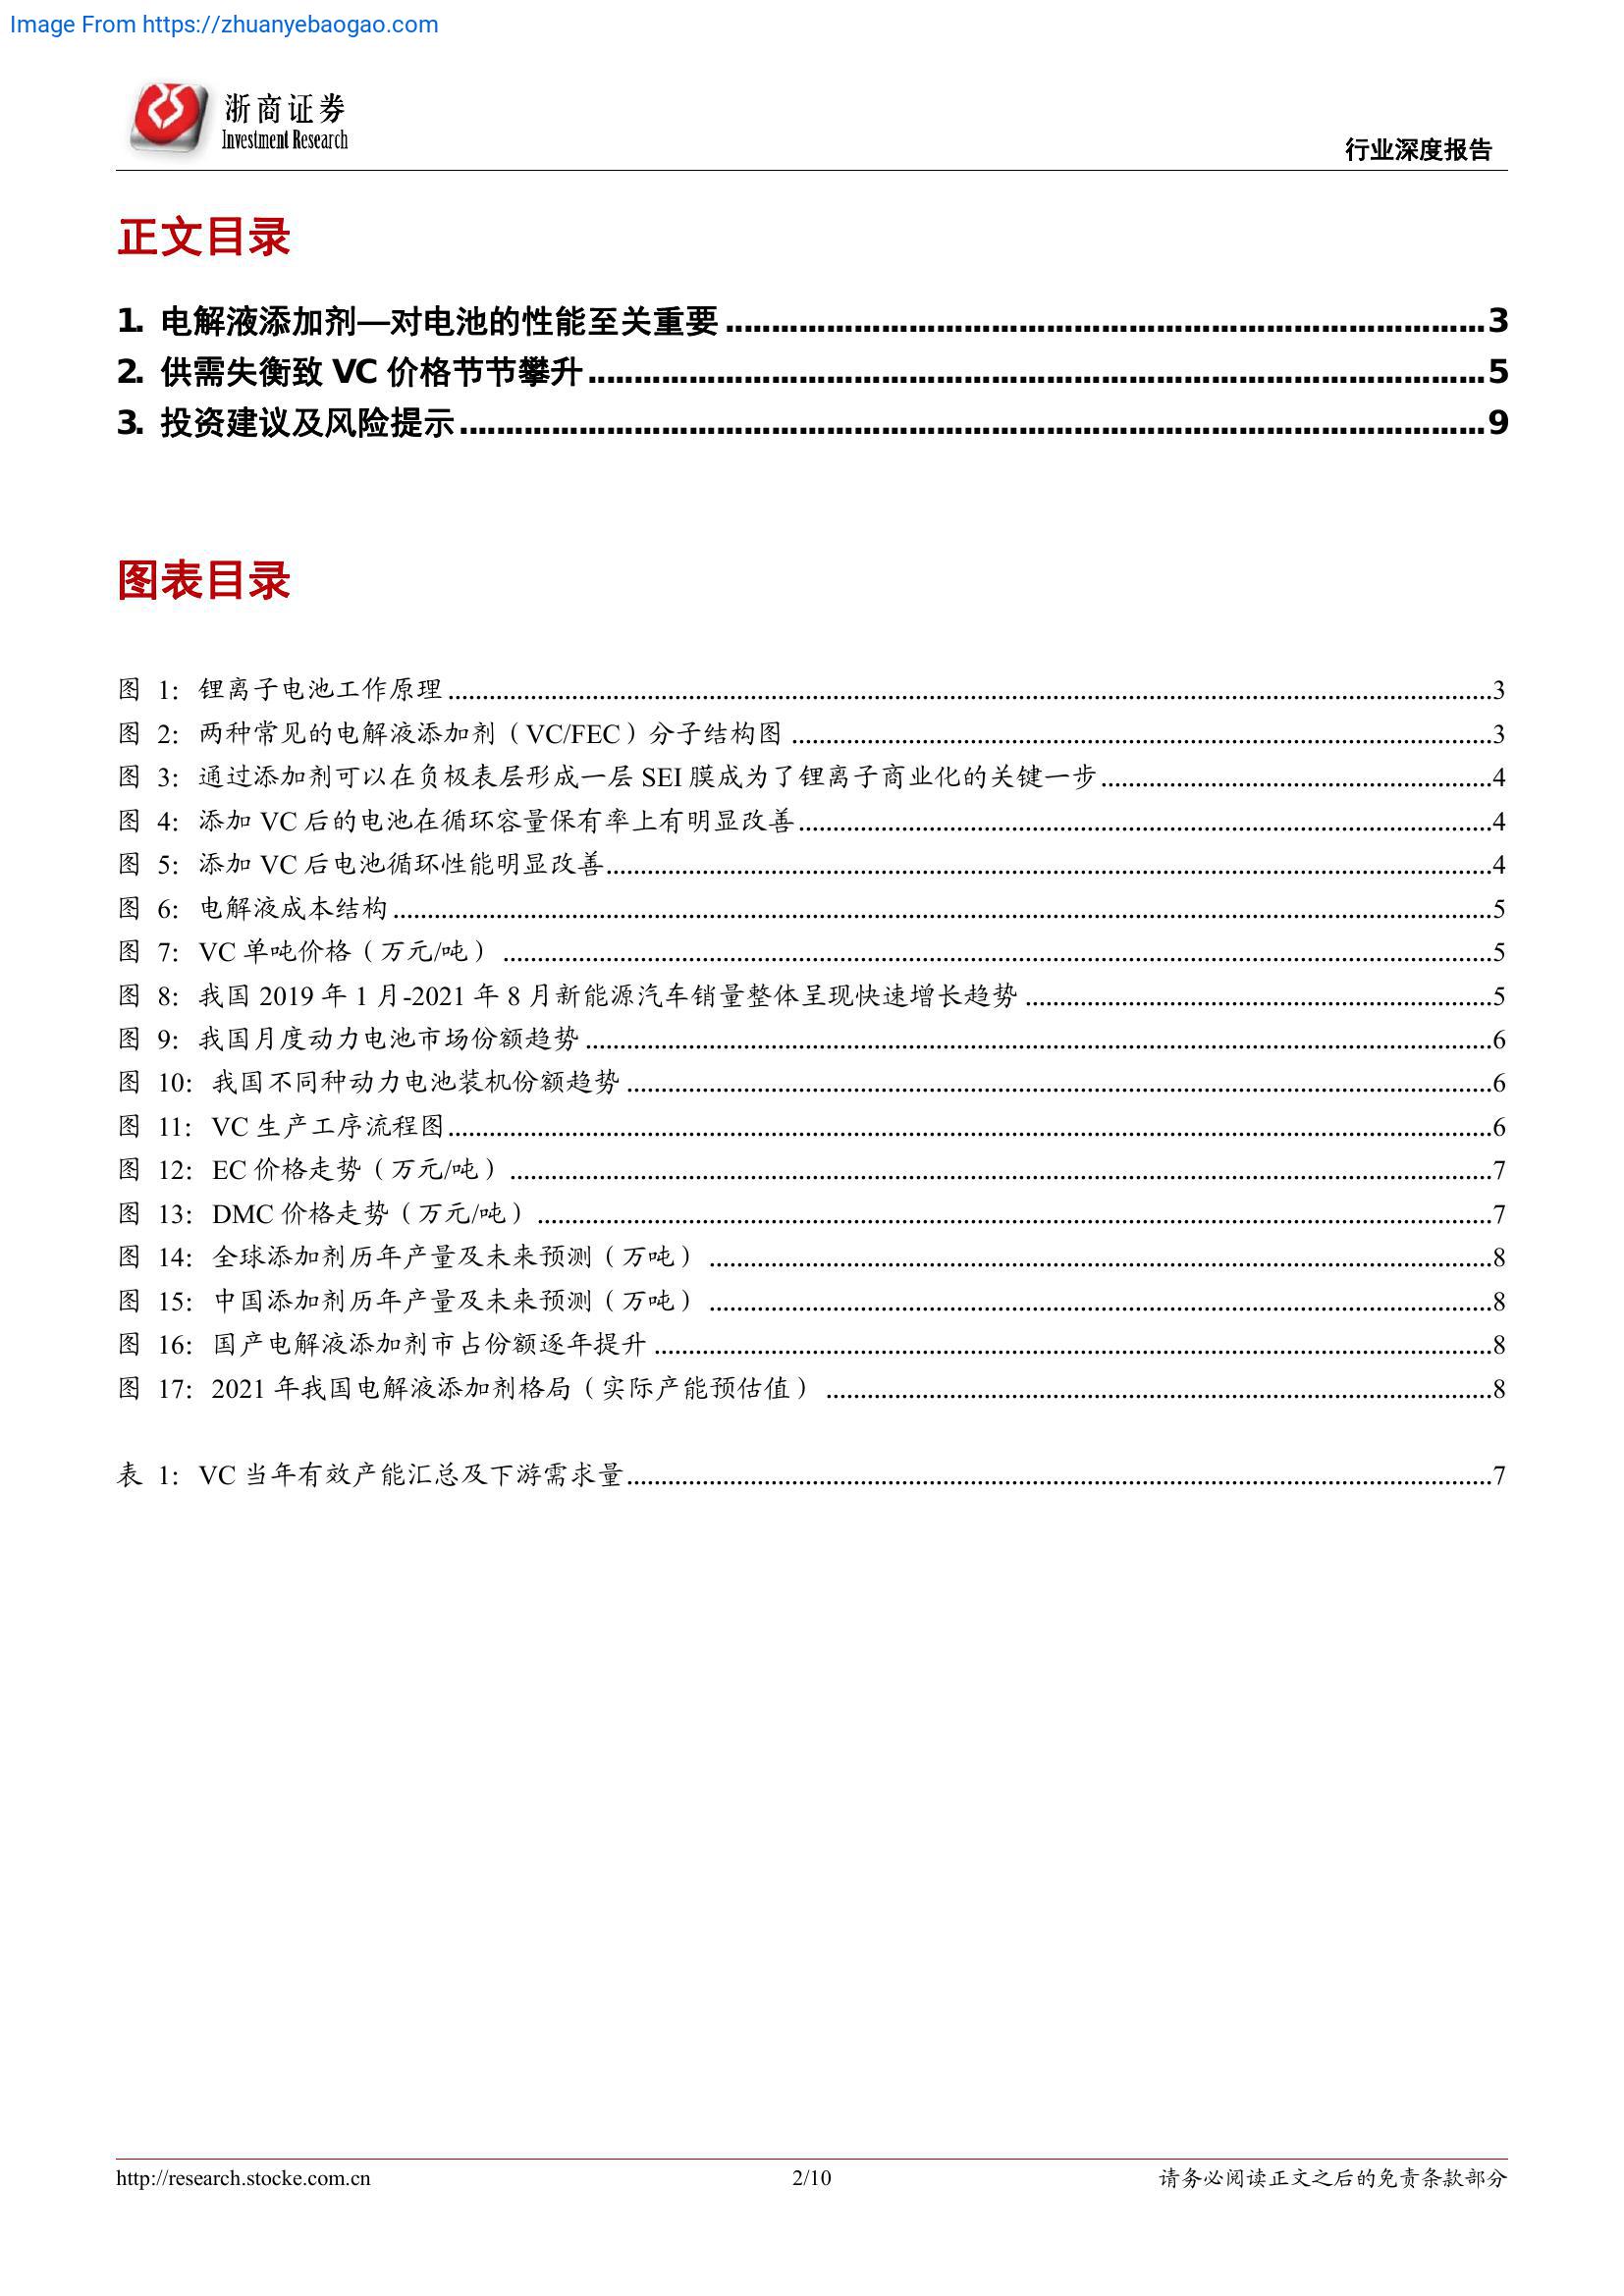 Image From https://zhuanyebaogao.com
浙商证券
Investment Research
行业深度报告
正文目录
1. 电解液添加剂—对电池的性能至关重要 3
2. 供需失衡致 VC 价格节节攀升 5
3. 投资建议及风险提示 9
图表目录
图 1: 锂离子电池工作原理 3
图 2: 两种常见的电解液添加剂（VC/FEC）分子结构图 3
图 3: 通过添加剂可以在负极表层形成一层 SEI 膜成为了锂离子商业化的关键一步 4
图 4: 添加 VC 后的电池在循环容量保有率上有明显改善 4
图 5: 添加 VC 后电池循环性能明显改善 4
图 6: 电解液成本结构 5
图 7: VC 单吨价格（万元/吨） 5
图 8: 我国 2019 年 1 月-2021 年 8 月新能源汽车销量整体呈现快速增长趋势 5
图 9: 我国月度动力电池市场份额趋势 6
图 10: 我国不同种动力电池装机份额趋势 6
图 11: VC 生产工序流程图 6
图 12: EC 价格走势（万元/吨） 7
图 13: DMC 价格走势（万元/吨） 7
图 14: 全球添加剂历年产量及未来预测（万吨） 8
图 15: 中国添加剂历年产量及未来预测（万吨） 8
图 16: 国产电解液添加剂市占份额逐年提升 8
图 17: 2021 年我国电解液添加剂格局（实际产能预估值） 8
表 1: VC 当年有效产能汇总及下游需求量 7
http://research.stocke.com.cn 2/10 请务必阅读正文之后的免责条款部分